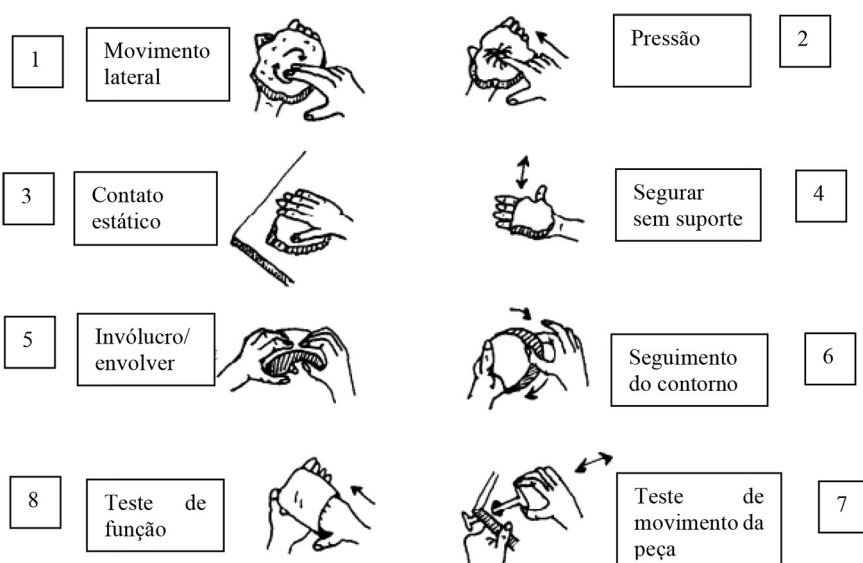 1
Movimento
lateral
Pressão
2
3
Contato
estático
Segurar
sem suporte
4
5
Invólucro/
envolver
Seguimento
do contorno
6
8
Teste de
função
Teste de
movimento da
peça
7